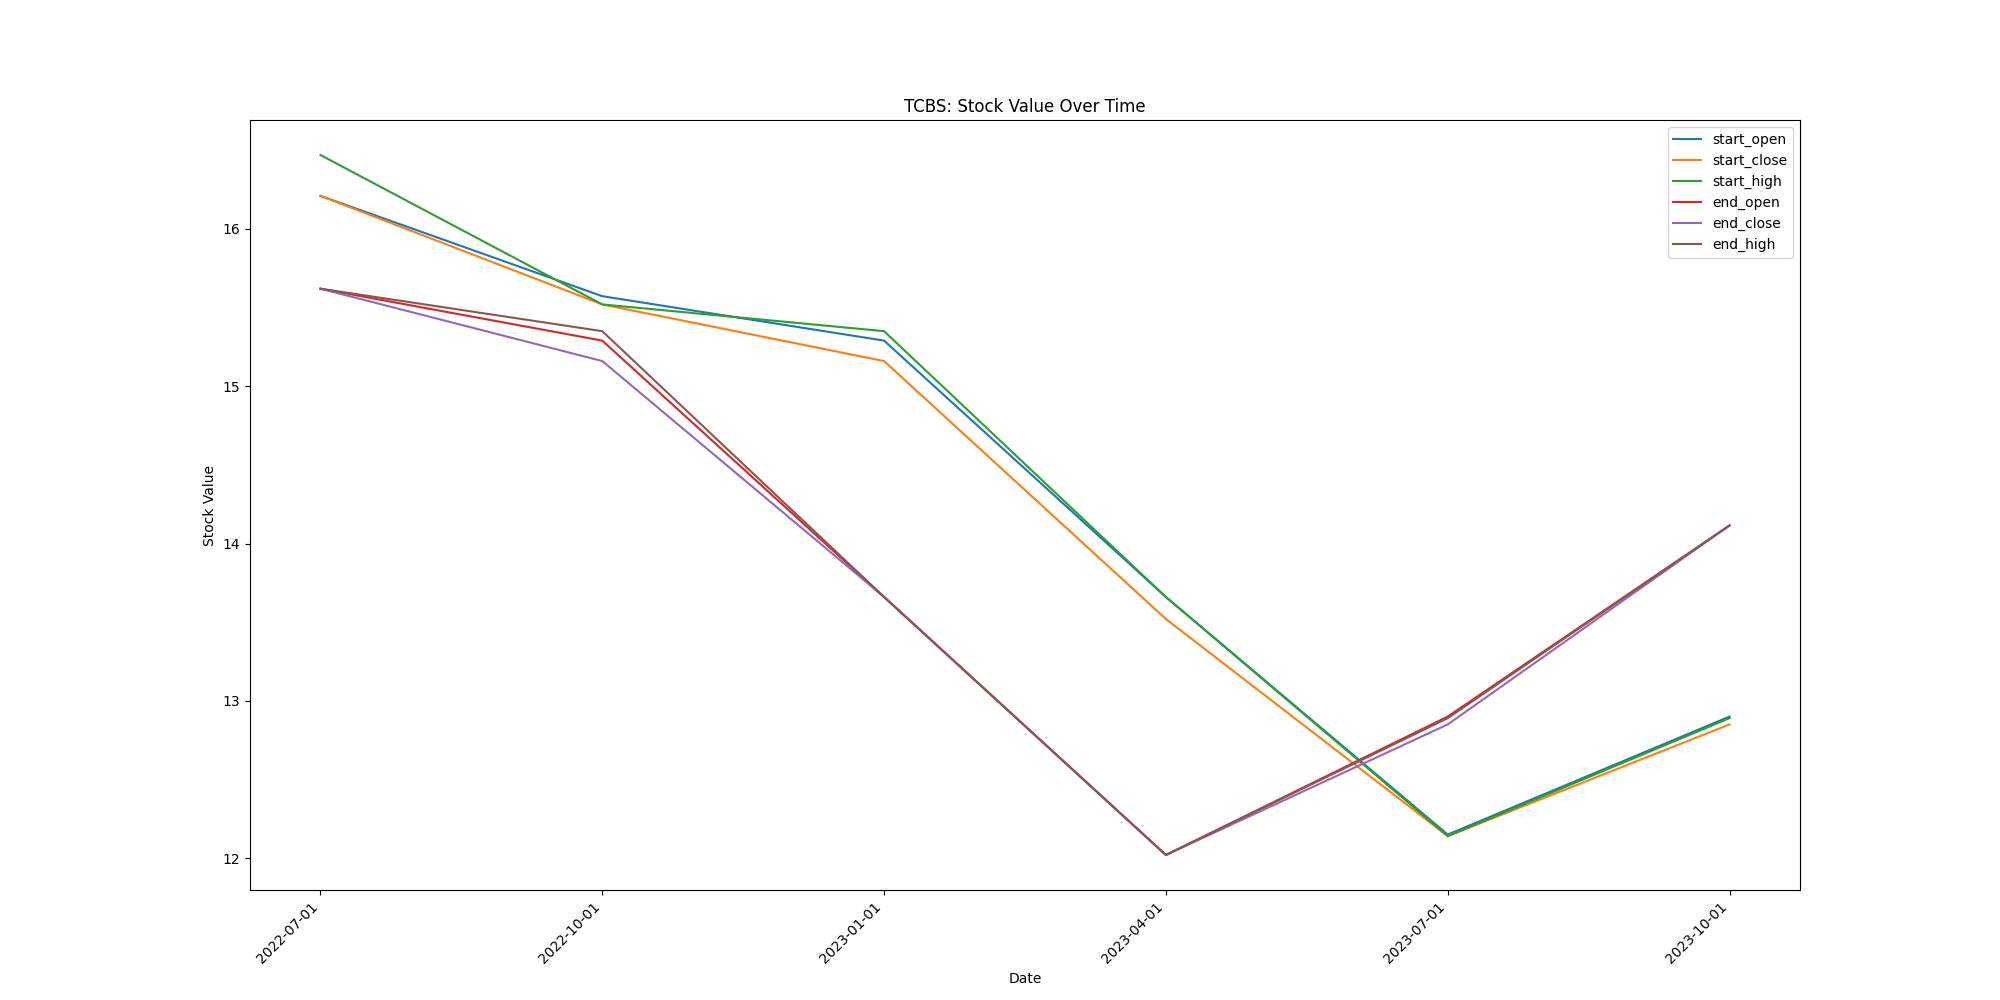 TCBS: Stock Value Over Time
start_open
start_close
start_high
end_open
end_close
end_high
Stock Value
16
15
14
13
12
2022-07-01
2022-10-01
2023-01-01
2023-04-01
2023-07-01
2023-10-01
Date